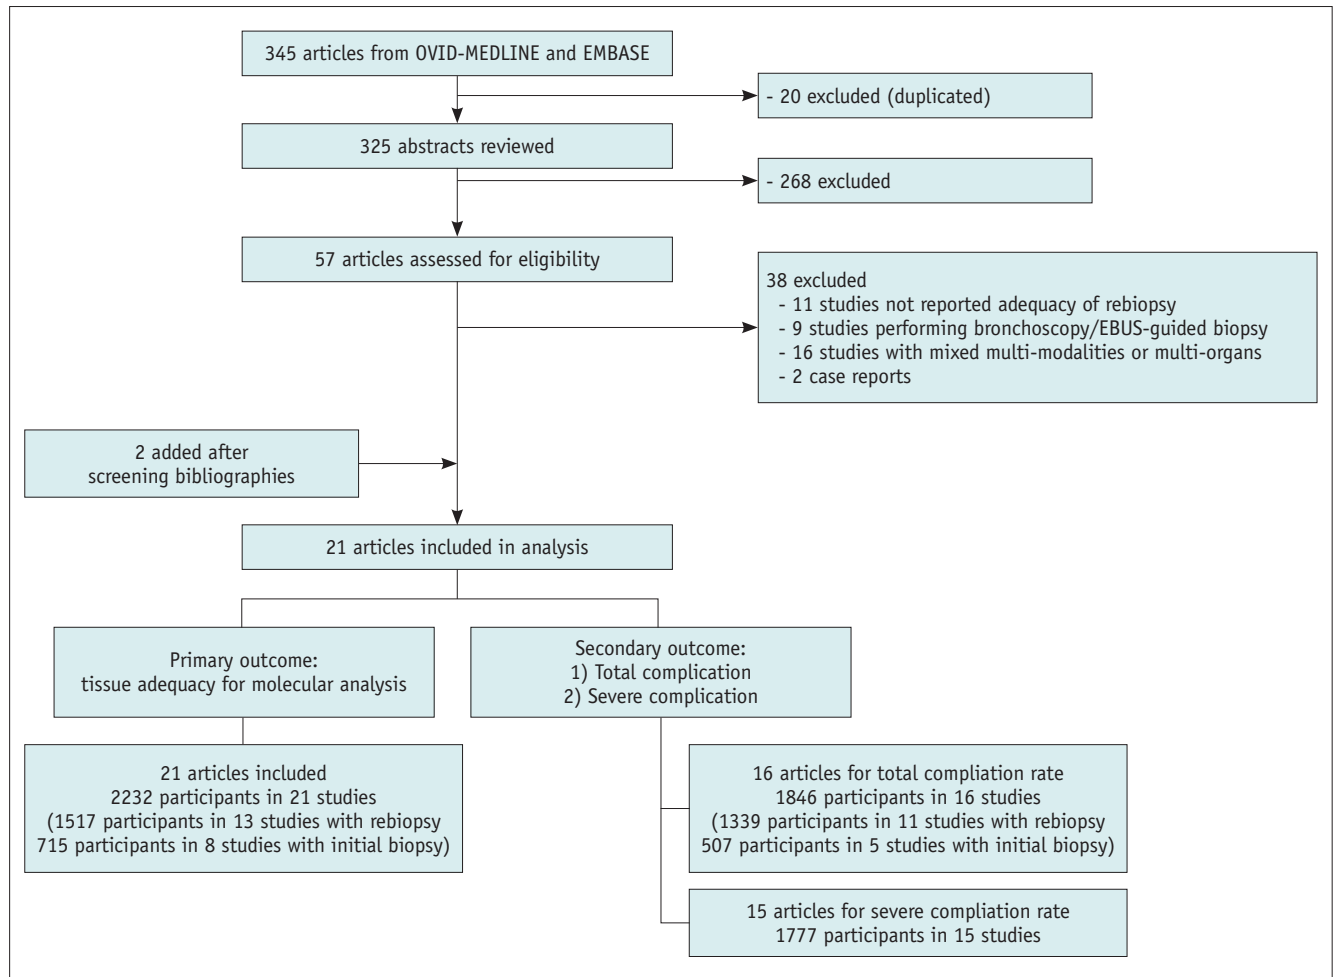 345 articles from OVID-MEDLINE and EMBASE
- 20 excluded (duplicated)
325 abstracts reviewed
- 268 excluded
57 articles assessed for eligibility
38 excluded
- 11 studies not reported adequacy of rebiopsy
- 9 studies performing bronchoscopy/EBUS-guided biopsy
- 16 studies with mixed multi-modalities or multi-organs
- 2 case reports
2 added after
screening bibliographies
21 articles included in analysis
Primary outcome:
tissue adequacy for molecular analysis
Secondary outcome:
1) Total complication
2) Severe complication
21 articles included
2232 participants in 21 studies
(1517 participants in 13 studies with rebiopsy
715 participants in 8 studies with initial biopsy)
16 articles for total compliation rate
1846 participants in 16 studies
(1339 participants in 11 studies with rebiopsy
507 participants in 5 studies with initial biopsy)
15 articles for severe compliation rate
1777 participants in 15 studies